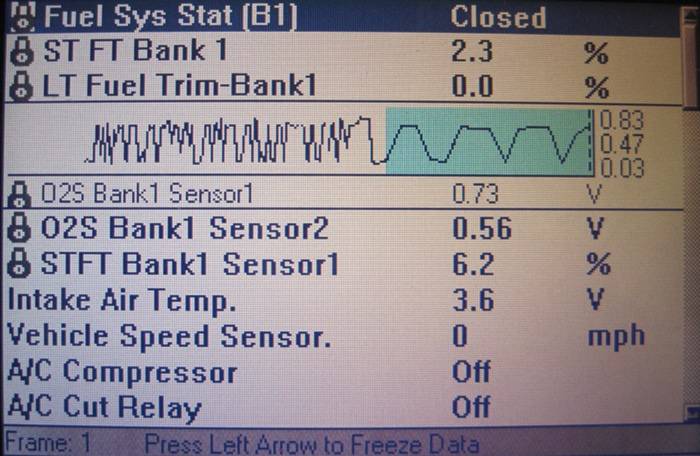 Fuel Sys Stat (B1) Closed
ST FT Bank 1 2.3 %
LT Fuel Trim-Bank1 0.0 %
0.83
0.47
0.03
O2S Bank1 Sensor1 0.73 V
O2S Bank1 Sensor2 0.56 V
STFT Bank1 Sensor1 6.2 %
Intake Air Temp. 3.6 V
Vehicle Speed Sensor. 0 mph
A/C Compressor Off
A/C Cut Relay Off
Frame: 1 Press Left Arrow to Freeze Data